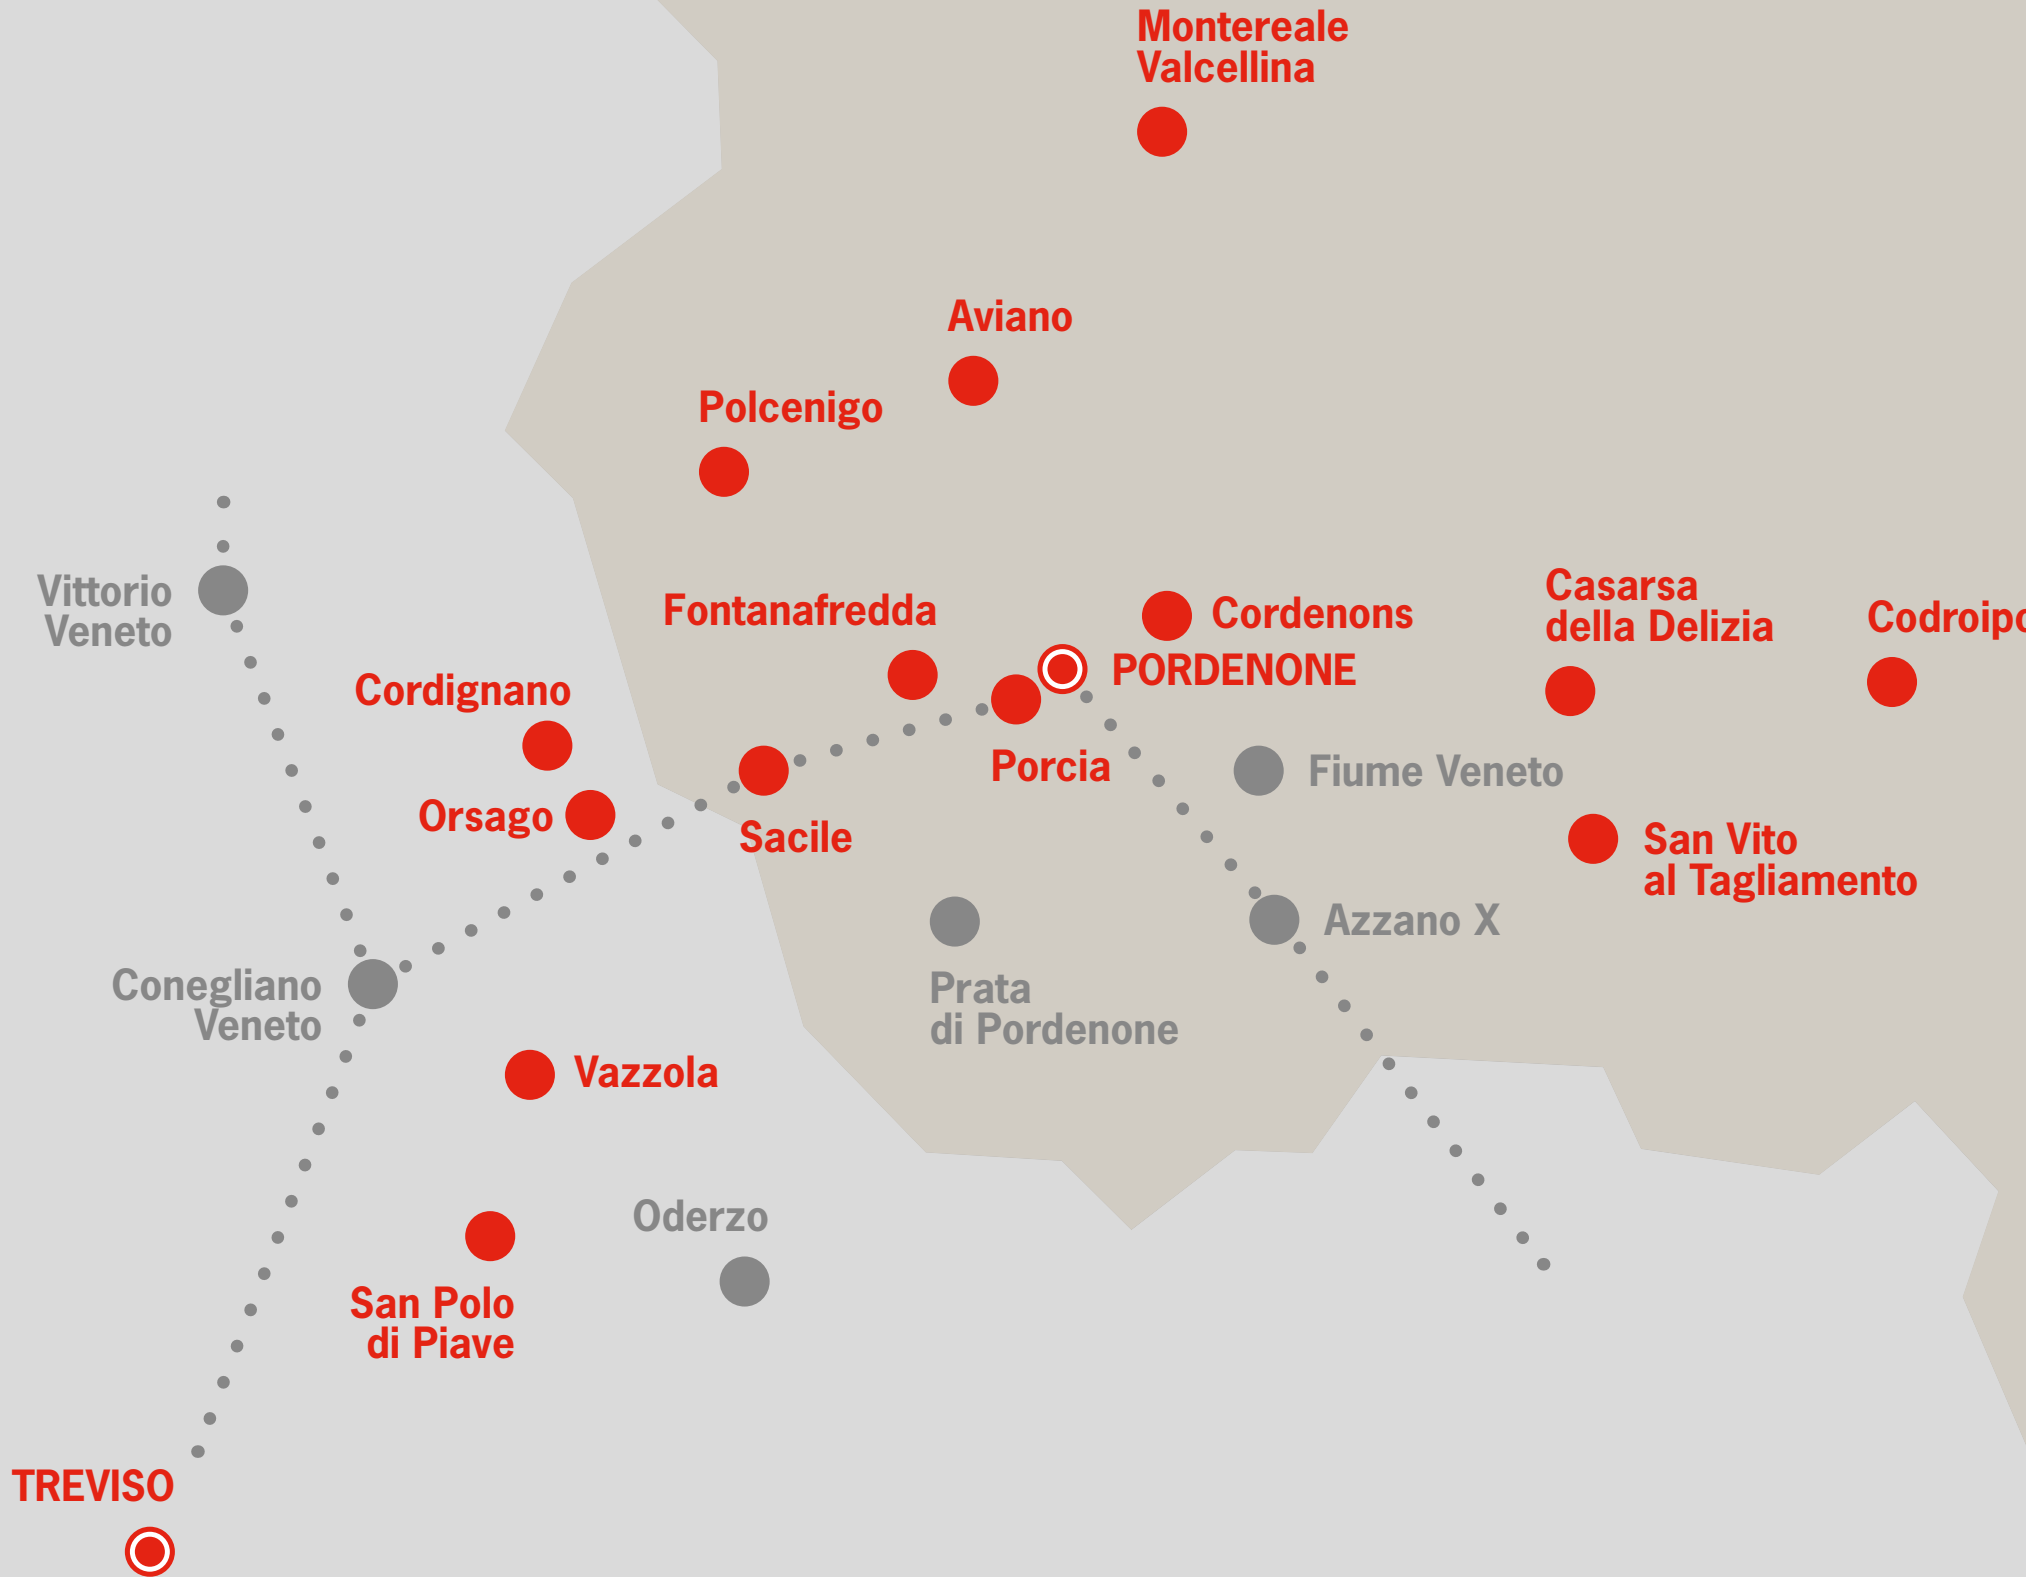 Montereale
Valcellina
Aviano
Polcenigo
Vittorio
Veneto
Fontanafredda
Cordenons
Casarsa
della Delizia
Codroipo
PORDENONE
Cordignano
Porcia
Fiume Veneto
Orsago
Sacile
San Vito
al Tagliamento
Azzano X
Conegliano
Veneto
Prata
di Pordenone
Vazzola
Oderzo
San Polo
di Piave
TREVISO